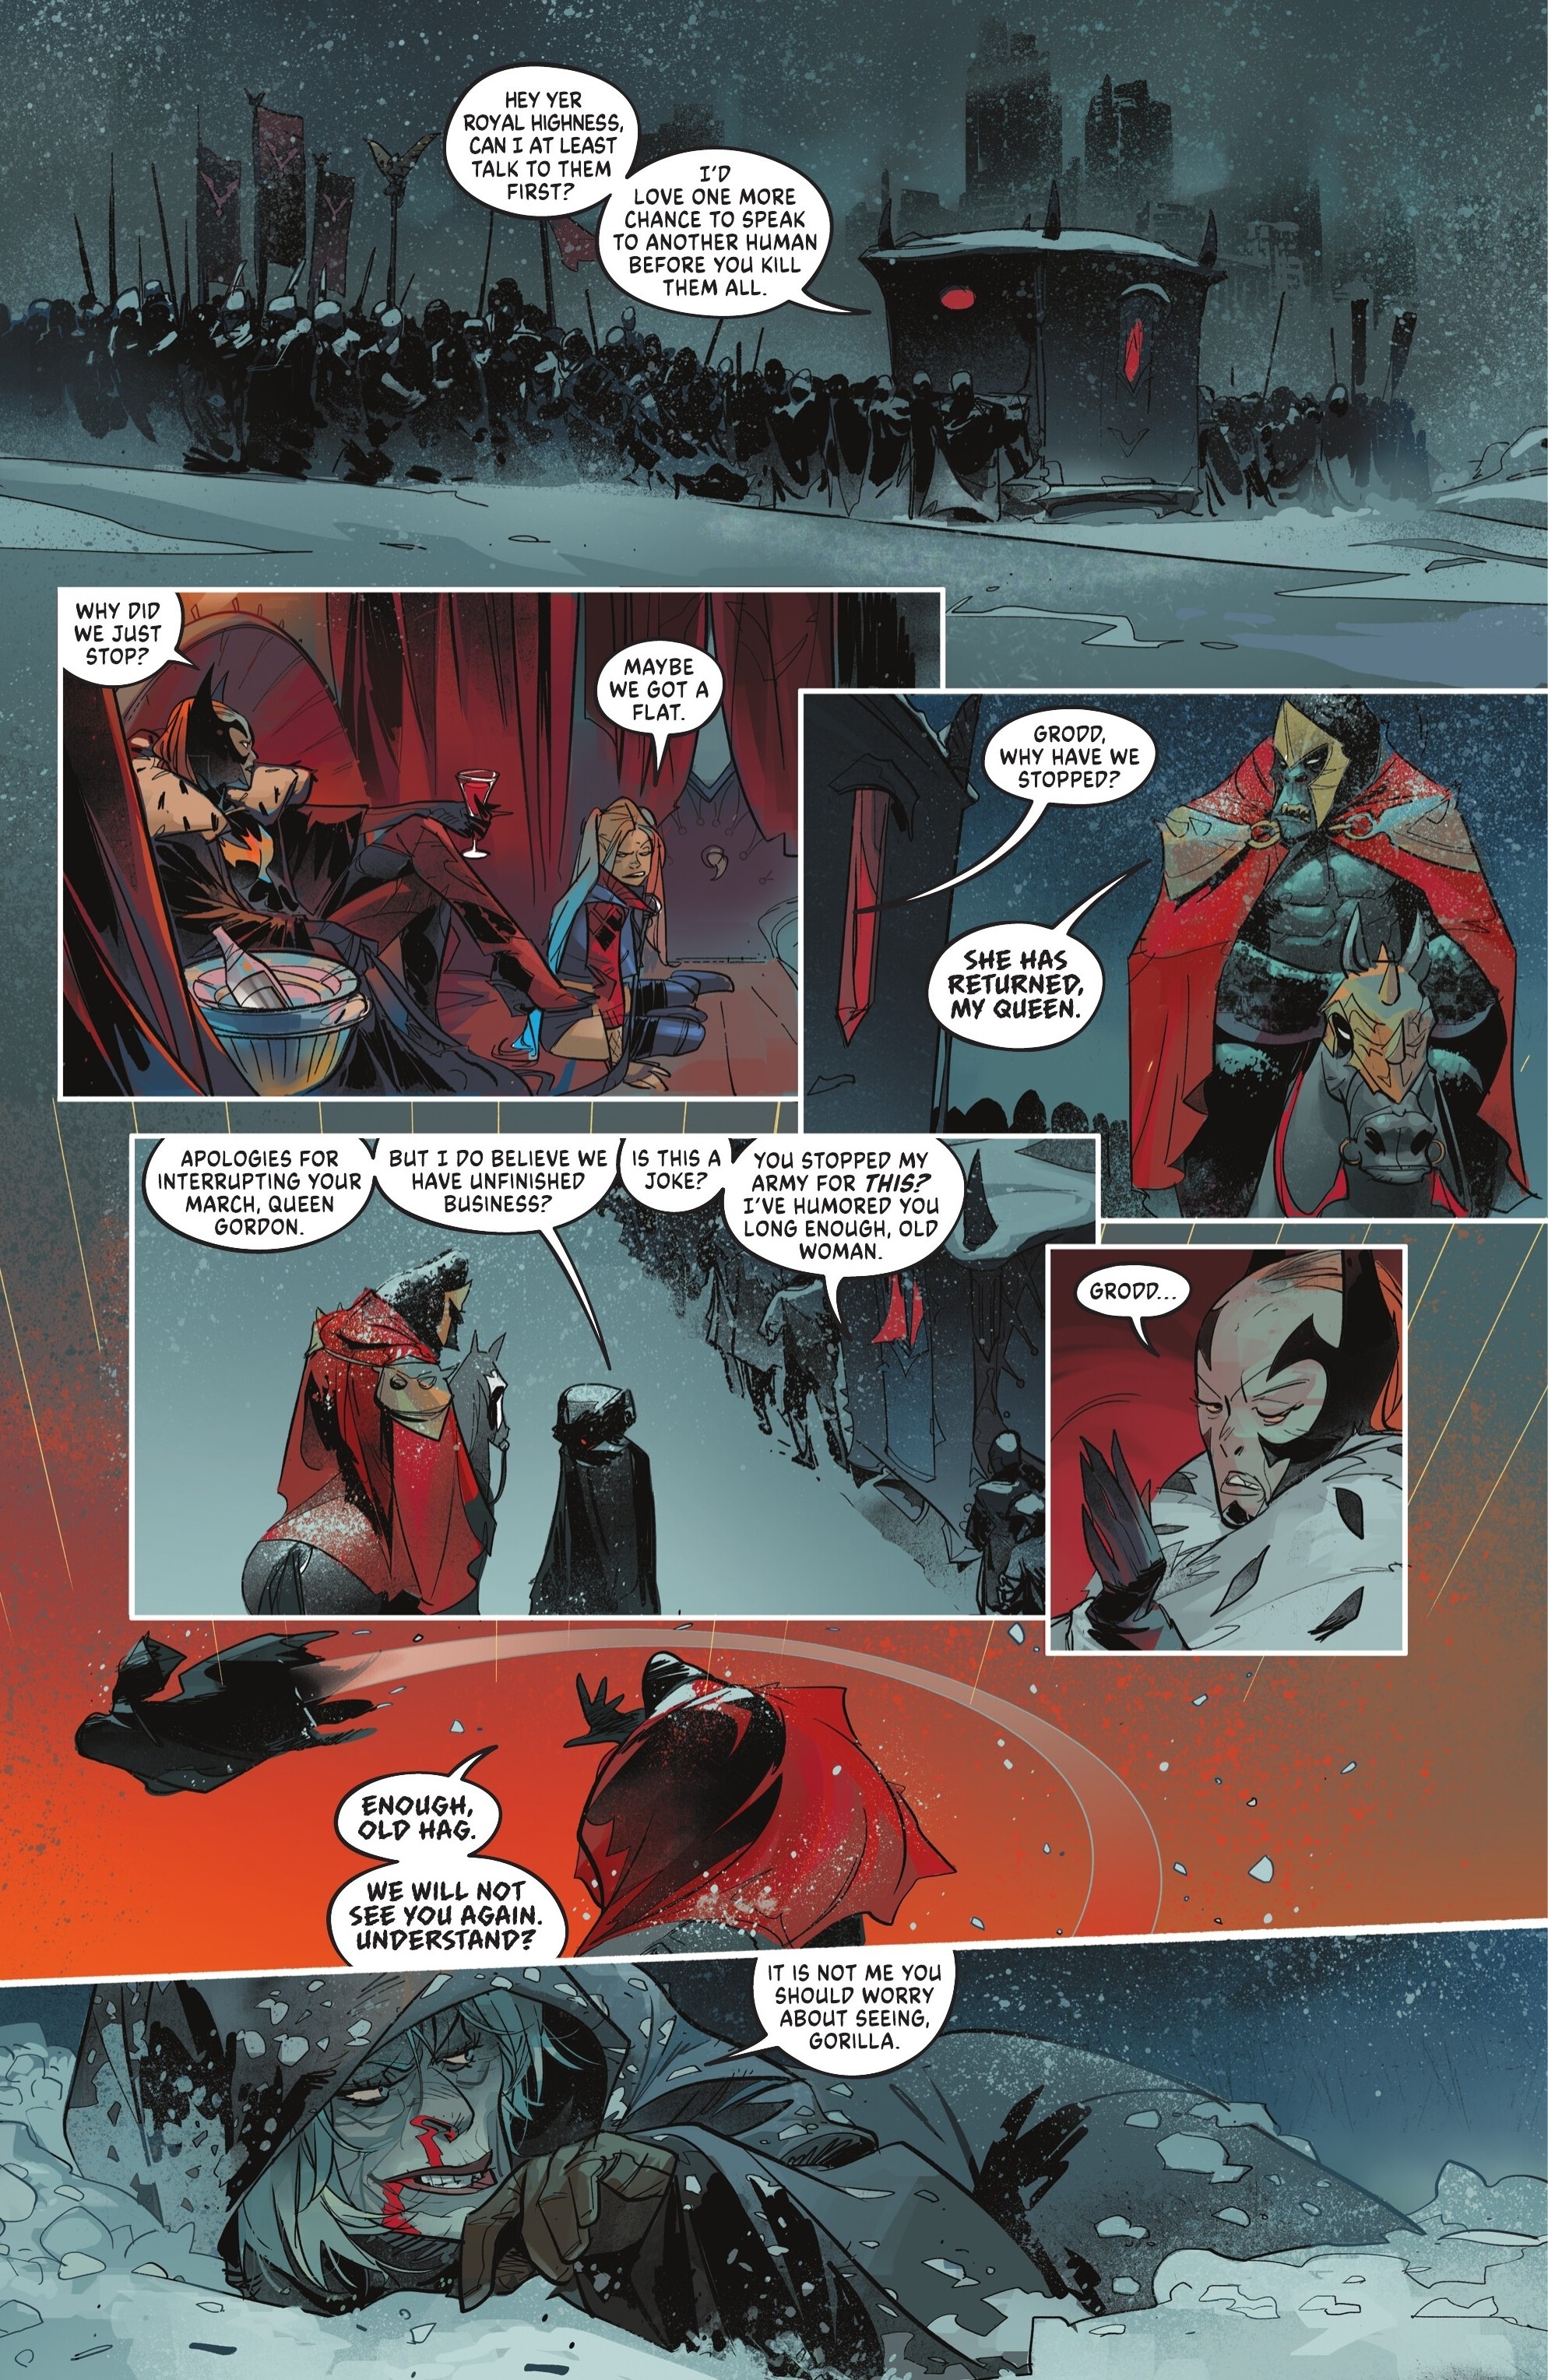 HEY YER
ROYAL HIGHNESS,
CAN I AT LEAST
TALK TO THEM
FIRST?
I'D
LOVE ONE MORE
CHANCE TO SPEAK
TO ANOTHER HUMAN
BEFORE YOU KILL
THEM ALL.
WHY DID
WE JUST
STOP?
MAYBE
WE GOT A
FLAT.
GRODD,
WHY HAVE WE
STOPPED?
SHE HAS
RETURNED,
MY QUEEN.
APOLOGIES FOR
INTERRUPTING YOUR
MARCH, QUEEN
GORDON.
BUT I DO BELIEVE WE
HAVE UNFINISHED
BUSINESS?
IS THIS A
JOKE?
YOU STOPPED MY
ARMY FOR THIS?
I'VE HUMORED YOU
LONG ENOUGH, OLD
WOMAN.
GRODD...
ENOUGH,
OLD HAG.
WE WILL NOT
SEE YOU AGAIN.
UNDERSTAND?
IT IS NOT ME YOU
SHOULD WORRY
ABOUT SEEING,
GORILLA.